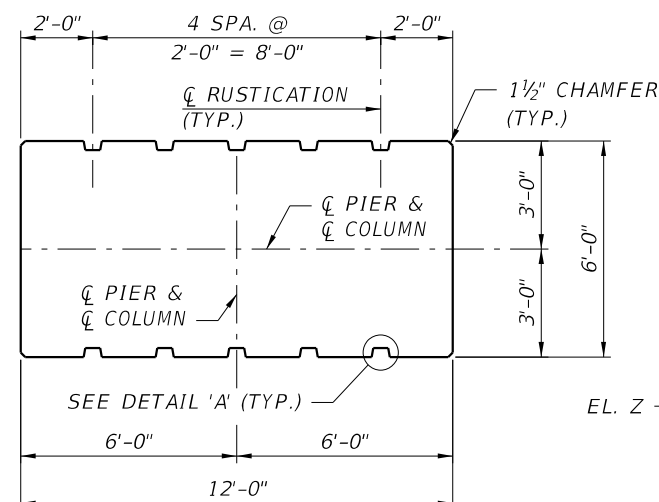 2'-0" 4 SPA. @ 2'-0"
2'-0" = 8'-0"
℄ RUSTICATION
(TYP.)
1½" CHAMFER
(TYP.)
℄ PIER &
℄ COLUMN
3'-0"
6'-0"
3'-0"
℄ PIER &
℄ COLUMN
SEE DETAIL 'A' (TYP.)
EL. Z -
6'-0" 6'-0"
12'-0"